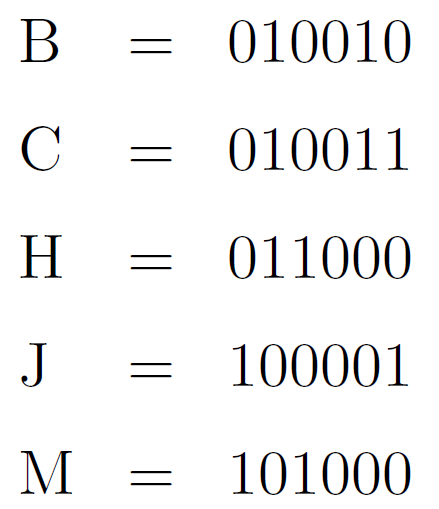 B = 010010
C = 010011
H = 011000
J = 100001
M = 101000